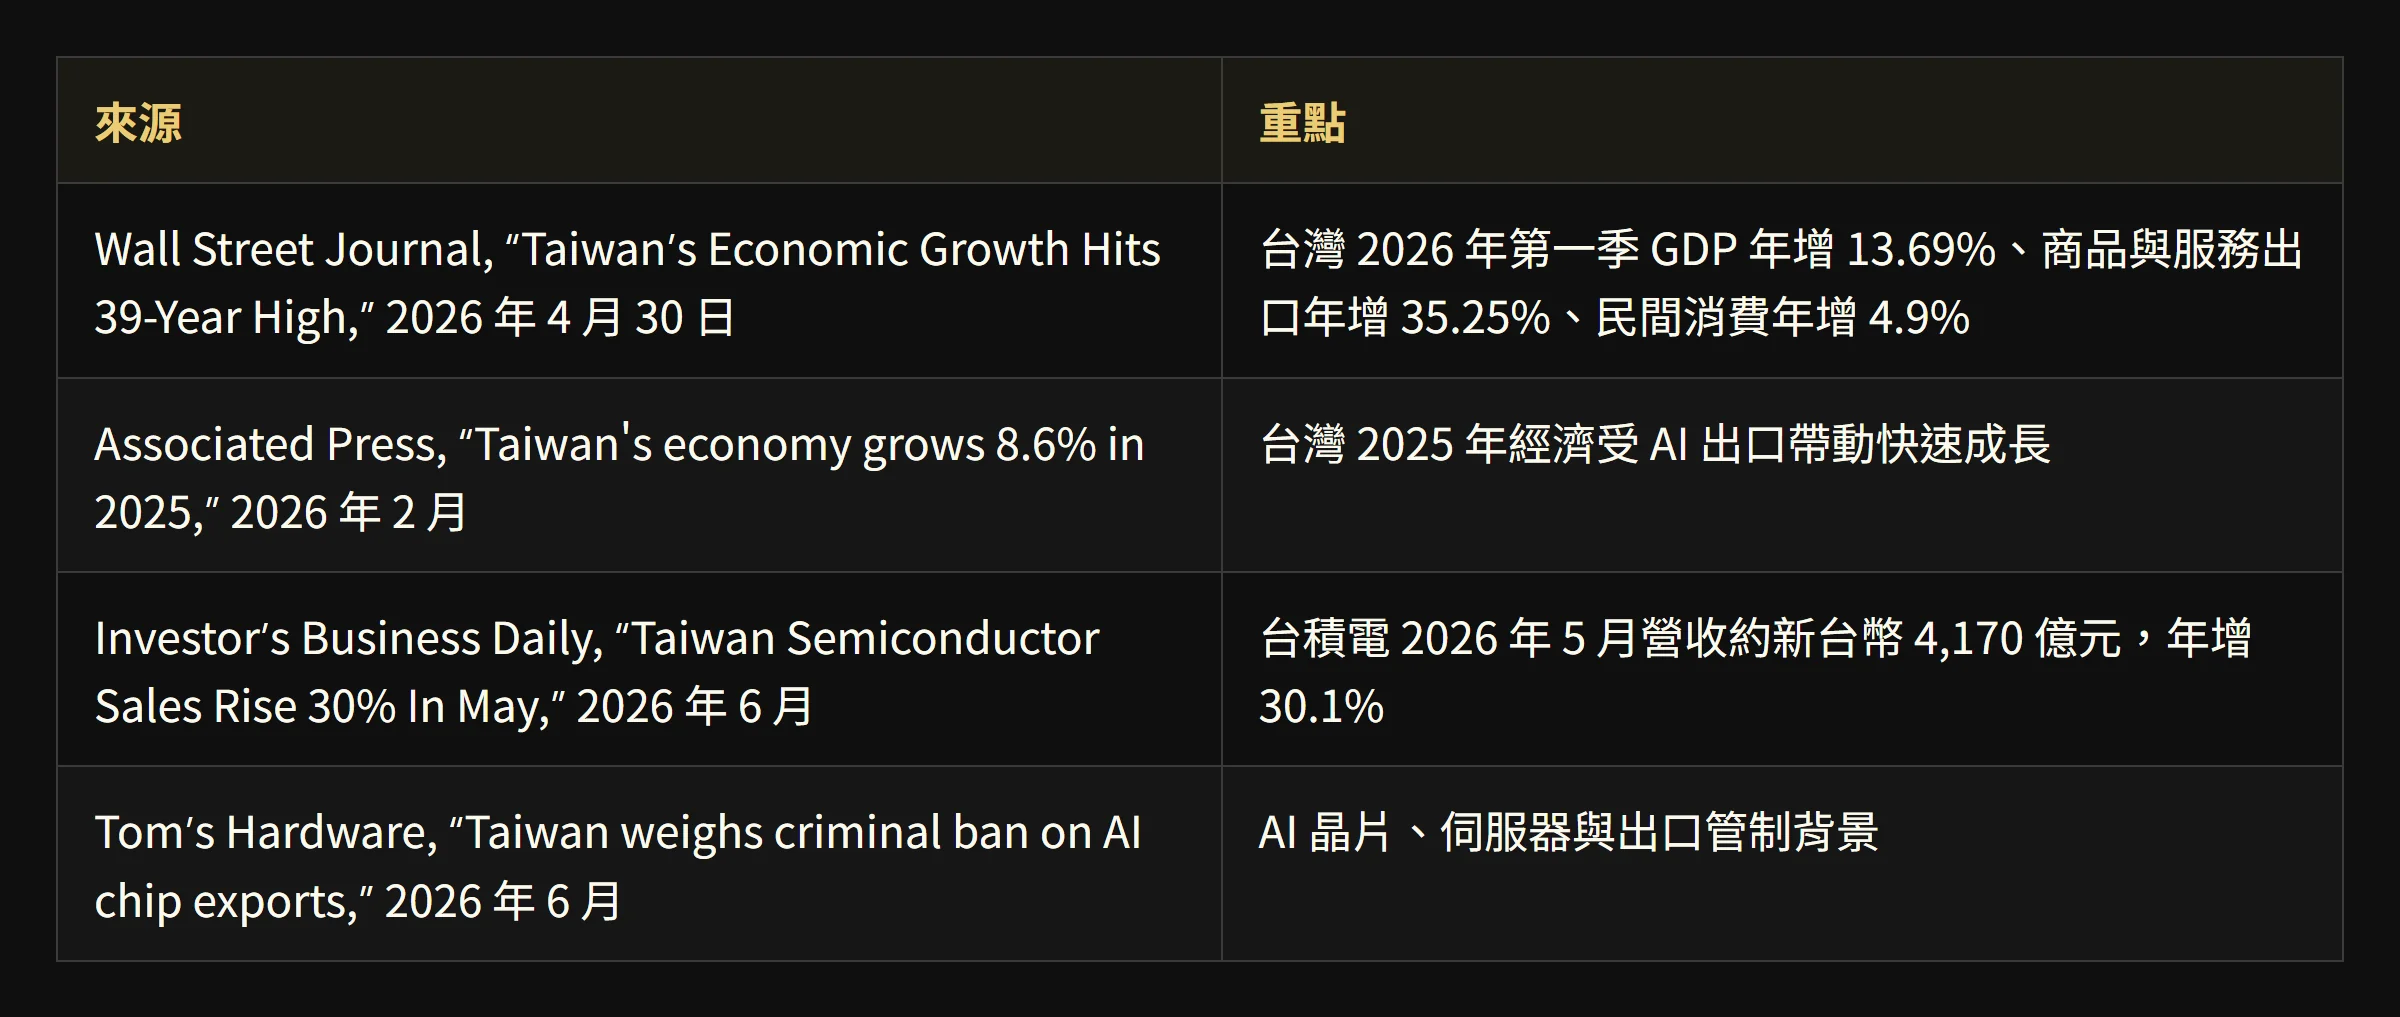 來源
重點
Wall Street Journal, “Taiwan’s Economic Growth Hits
39-Year High,” 2026 年 4 月 30 日
台灣 2026 年第一季 GDP 年增 13.69%、商品與服務出
口年增 35.25%、民間消費年增 4.9%
Associated Press, “Taiwan's economy grows 8.6% in
2025,” 2026 年 2 月
台灣 2025 年經濟受 AI 出口帶動快速成長
Investor’s Business Daily, “Taiwan Semiconductor
Sales Rise 30% In May,” 2026 年 6 月
台積電 2026 年 5 月營收約新台幣 4,170 億元，年增
30.1%
Tom’s Hardware, “Taiwan weighs criminal ban on AI
chip exports,” 2026 年 6 月
AI 晶片、伺服器與出口管制背景